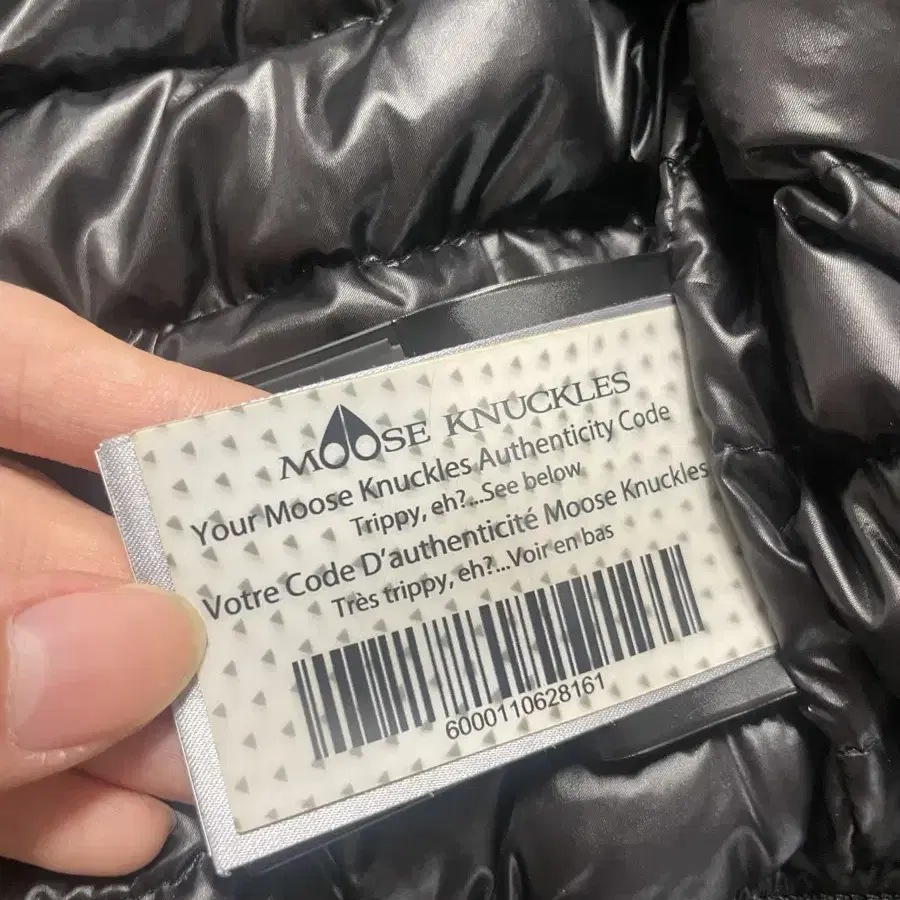 MOOSE KNUCKLES
Your Moose Knuckles Authenticity Code
Trippy, eh?...See below
Votre Code D'authenticité Moose Knuckles
Très trippy, eh?...Voir en bas
6000110628161